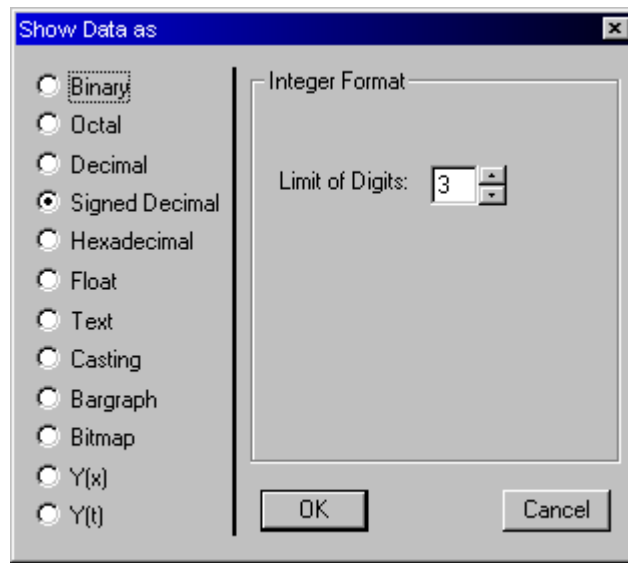 Show Data as
Binary
Octal
Decimal
Signed Decimal
Hexadecimal
Float
Text
Casting
Bargraph
Bitmap
Y(x)
Y(t)
Integer Format
Limit of Digits: 3
OK Cancel